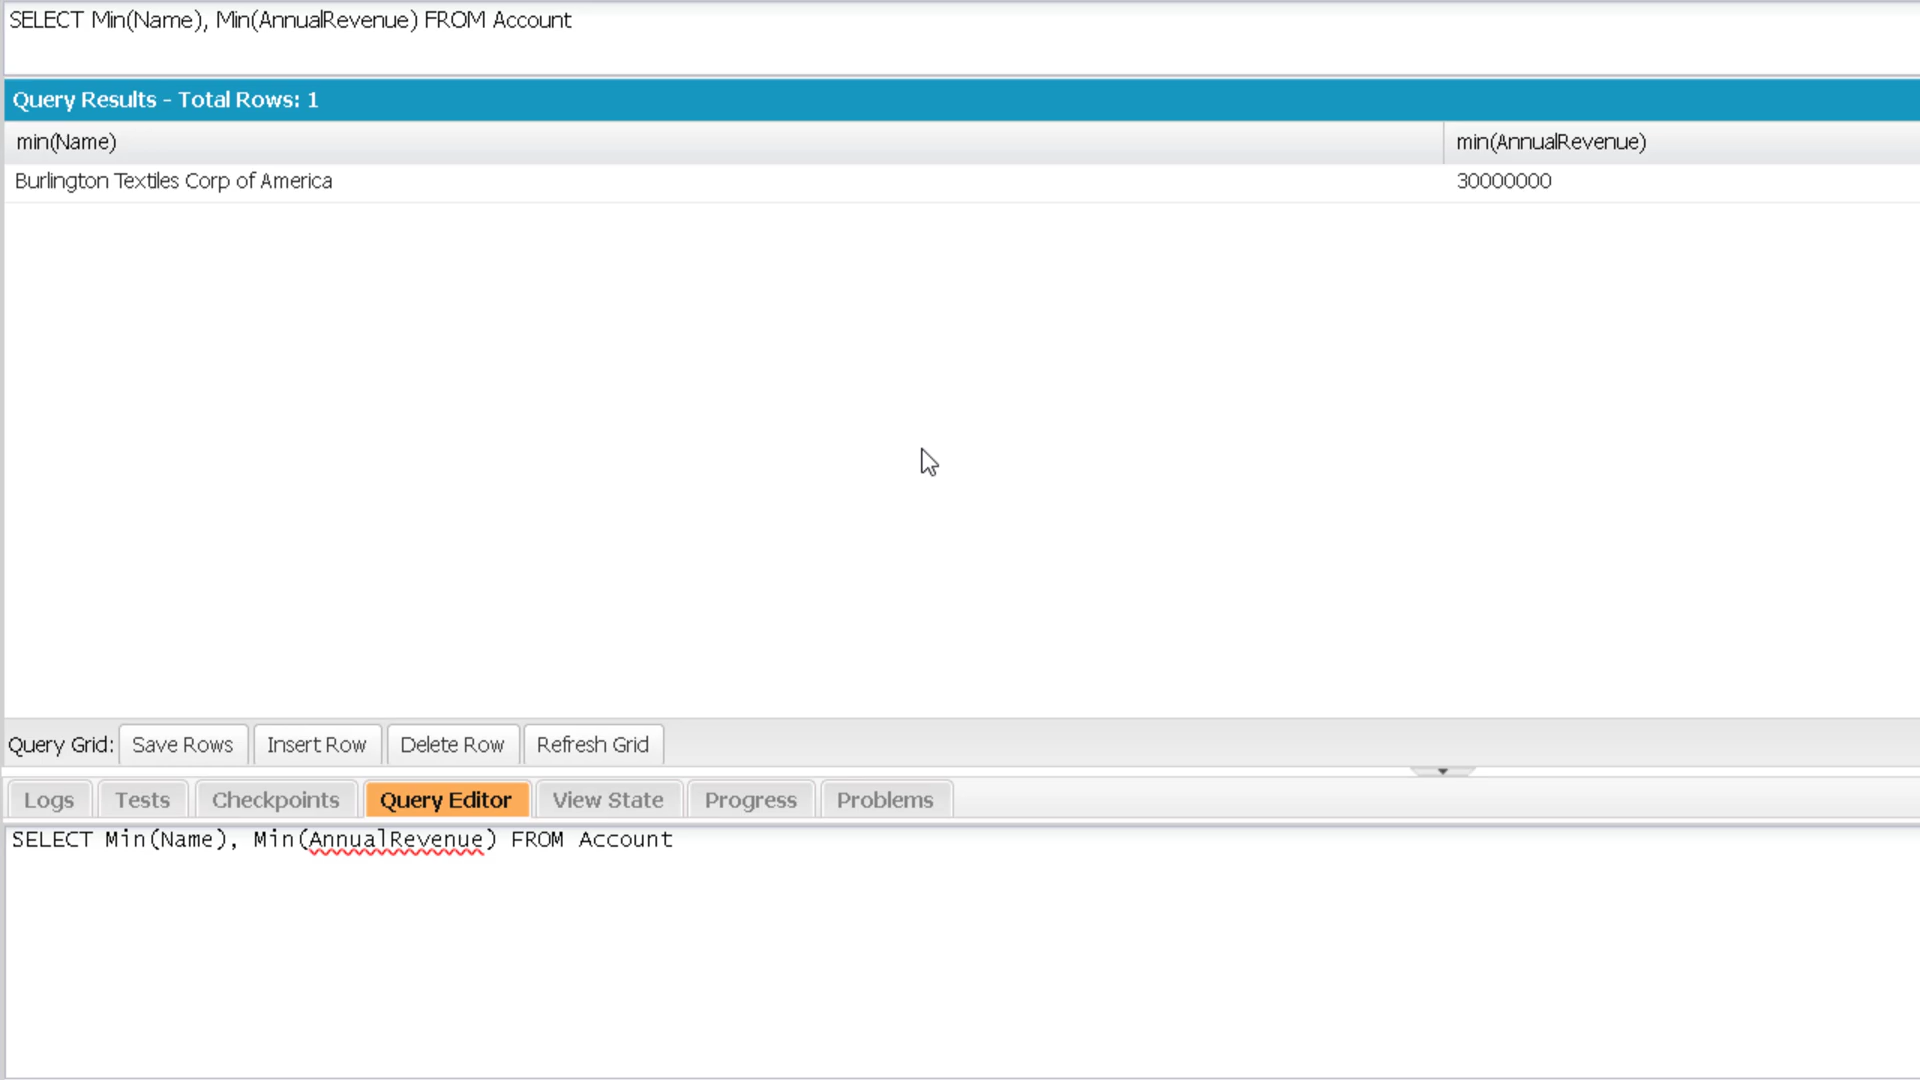 SELECT Min(Name), Min(AnnualRevenue) FROM Account
Query Results - Total Rows: 1
min(Name) min(AnnualRevenue)
Burlington Textiles Corp of America 30000000
Query Grid: Save Rows Insert Row Delete Row Refresh Grid
Logs Tests Checkpoints Query Editor View State Progress Problems
SELECT Min(Name), Min(AnnualRevenue) FROM Account